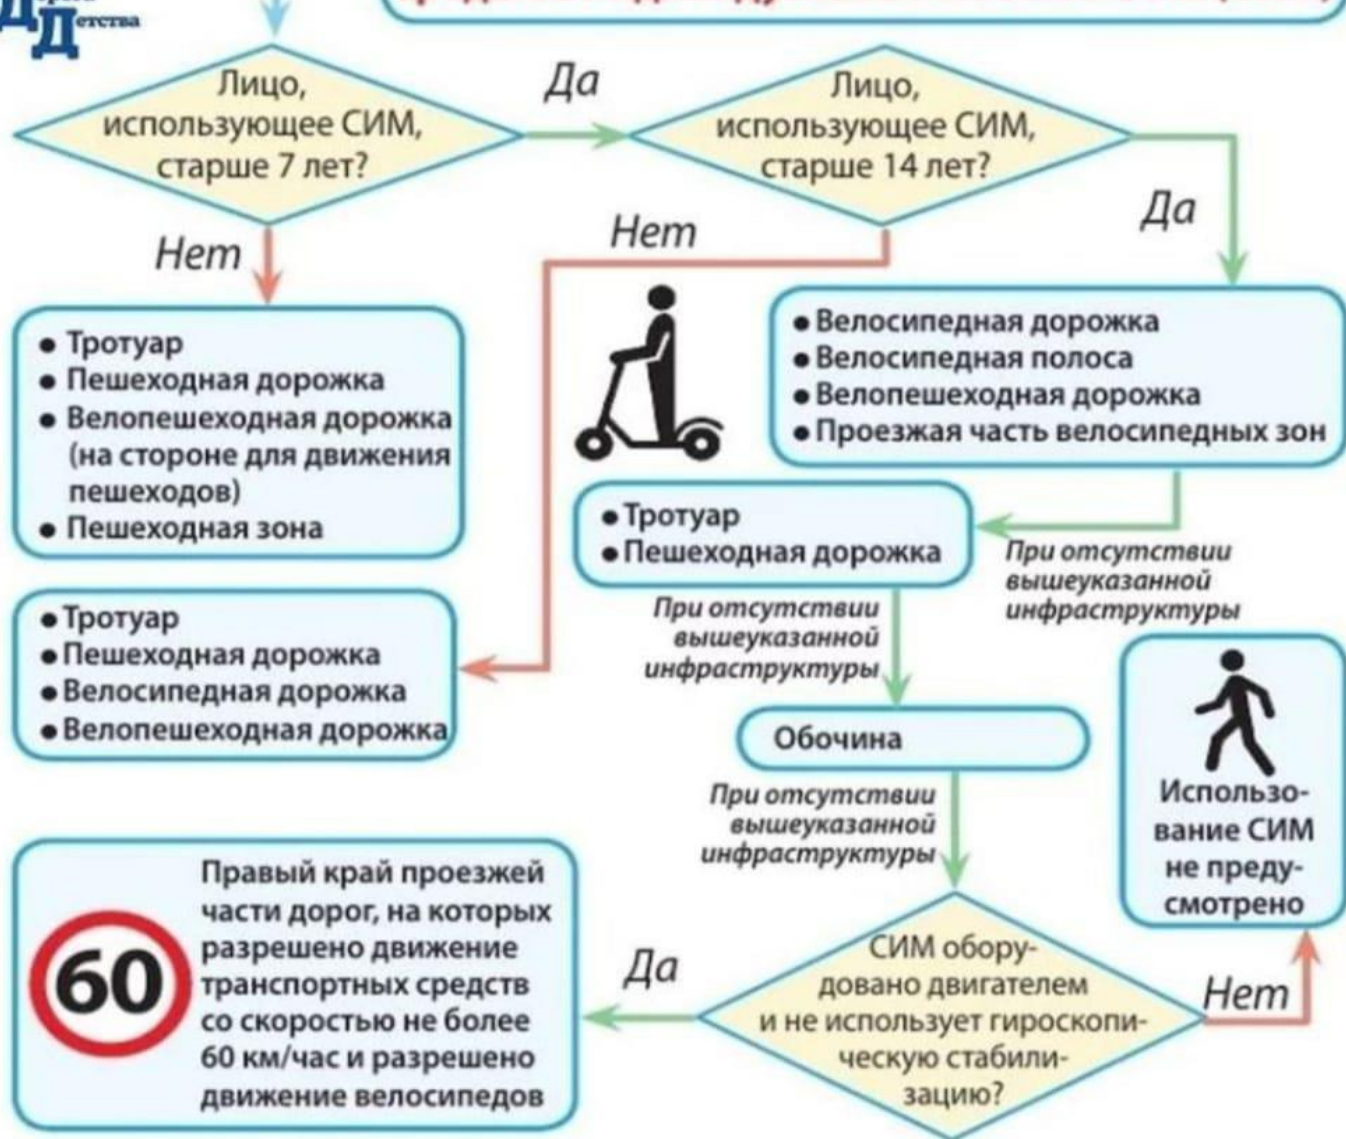 Детства
Лицо,
использующее СИМ,
старше 7 лет?
Да
Лицо,
использующее СИМ,
старше 14 лет?
Да
Нет
Нет
• Тротуар
• Пешеходная дорожка
• Велопешеходная дорожка
(на стороне для движения
пешеходов)
• Пешеходная зона
• Велосипедная дорожка
• Велосипедная полоса
• Велопешеходная дорожка
• Проезжая часть велосипедных зон
• Тротуар
• Пешеходная дорожка
При отсутствии
вышеуказанной
инфраструктуры
• Тротуар
• Пешеходная дорожка
• Велосипедная дорожка
• Велопешеходная дорожка
При отсутствии
вышеуказанной
инфраструктуры
Обочина
При отсутствии
вышеуказанной
инфраструктуры
Использо-
вание СИМ
не преду-
смотрено
СИМ обору-
довано двигателем
и не использует гироскопи-
ческую стабили-
зацию?
Да
Нет
60
Правый край проезжей
части дорог, на которых
разрешено движение
транспортных средств
со скоростью не более
60 км/час и разрешено
движение велосипедов